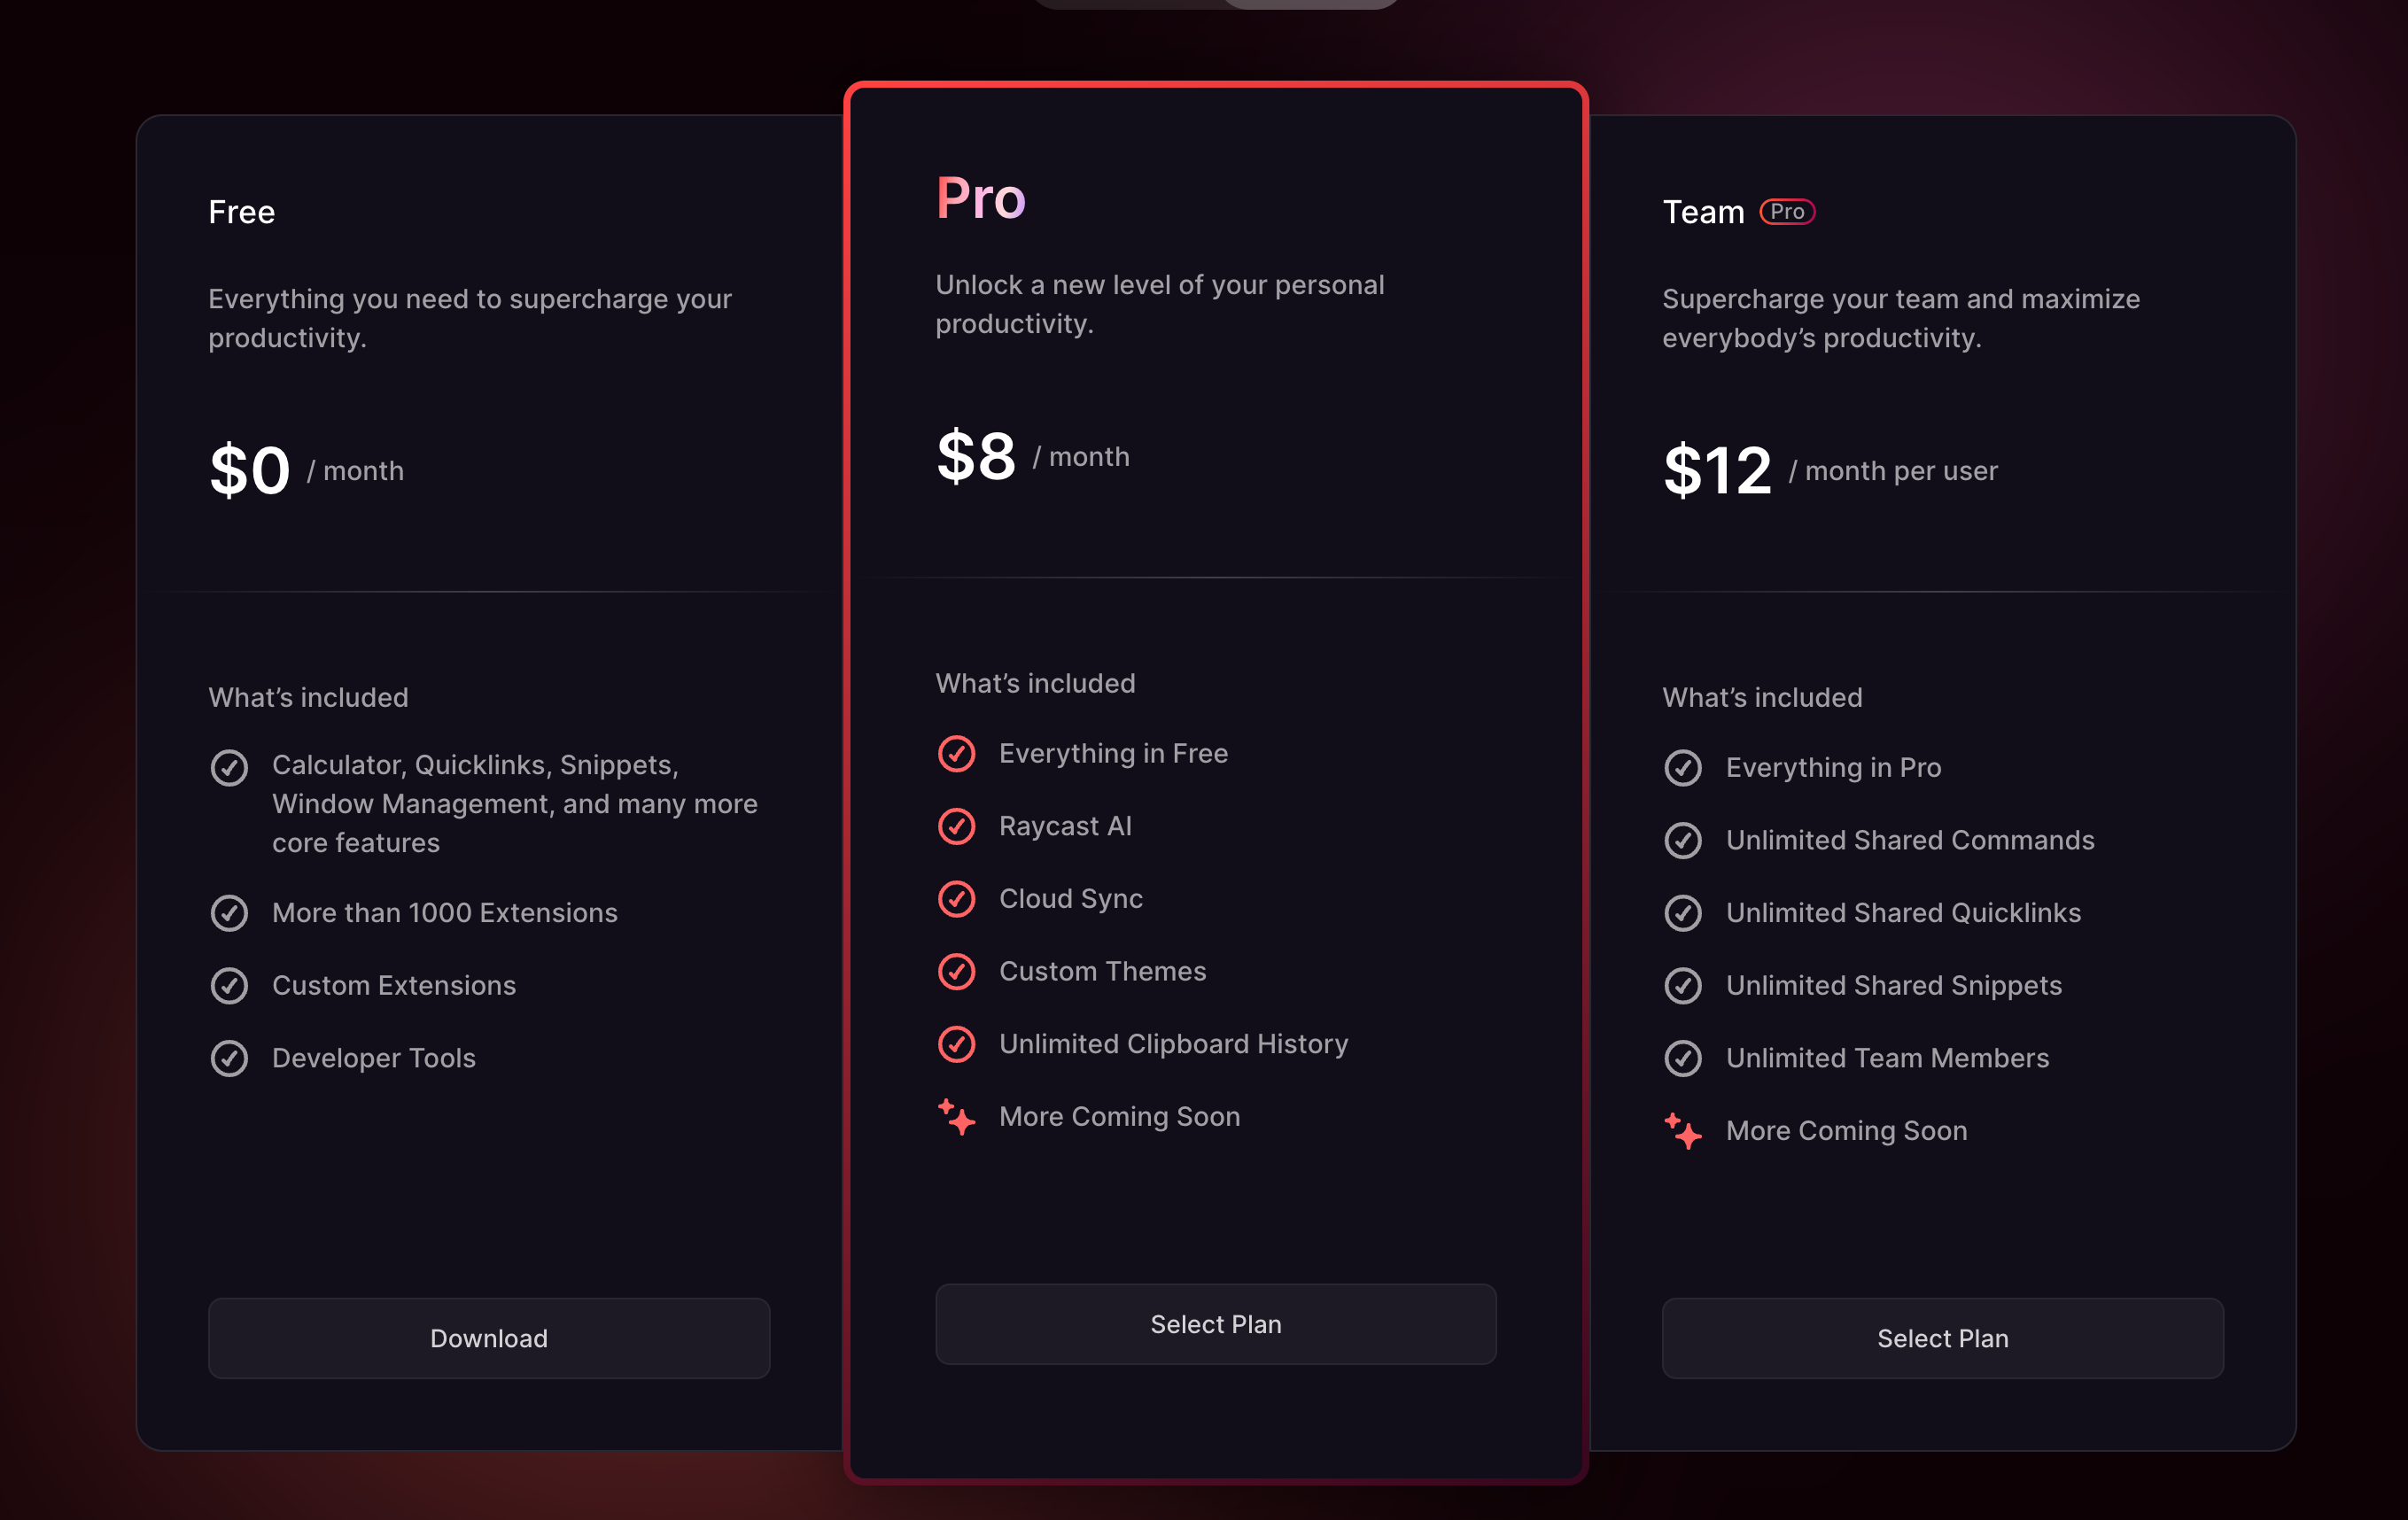 Free
Everything you need to supercharge your
productivity.
$0 / month
What’s included
Calculator, Quicklinks, Snippets,
Window Management, and many more
core features
More than 1000 Extensions
Custom Extensions
Developer Tools
Download
Pro
Unlock a new level of your personal
productivity.
$8 / month
What’s included
Everything in Free
Raycast AI
Cloud Sync
Custom Themes
Unlimited Clipboard History
More Coming Soon
Select Plan
Team Pro
Supercharge your team and maximize
everybody’s productivity.
$12 / month per user
What’s included
Everything in Pro
Unlimited Shared Commands
Unlimited Shared Quicklinks
Unlimited Shared Snippets
Unlimited Team Members
More Coming Soon
Select Plan